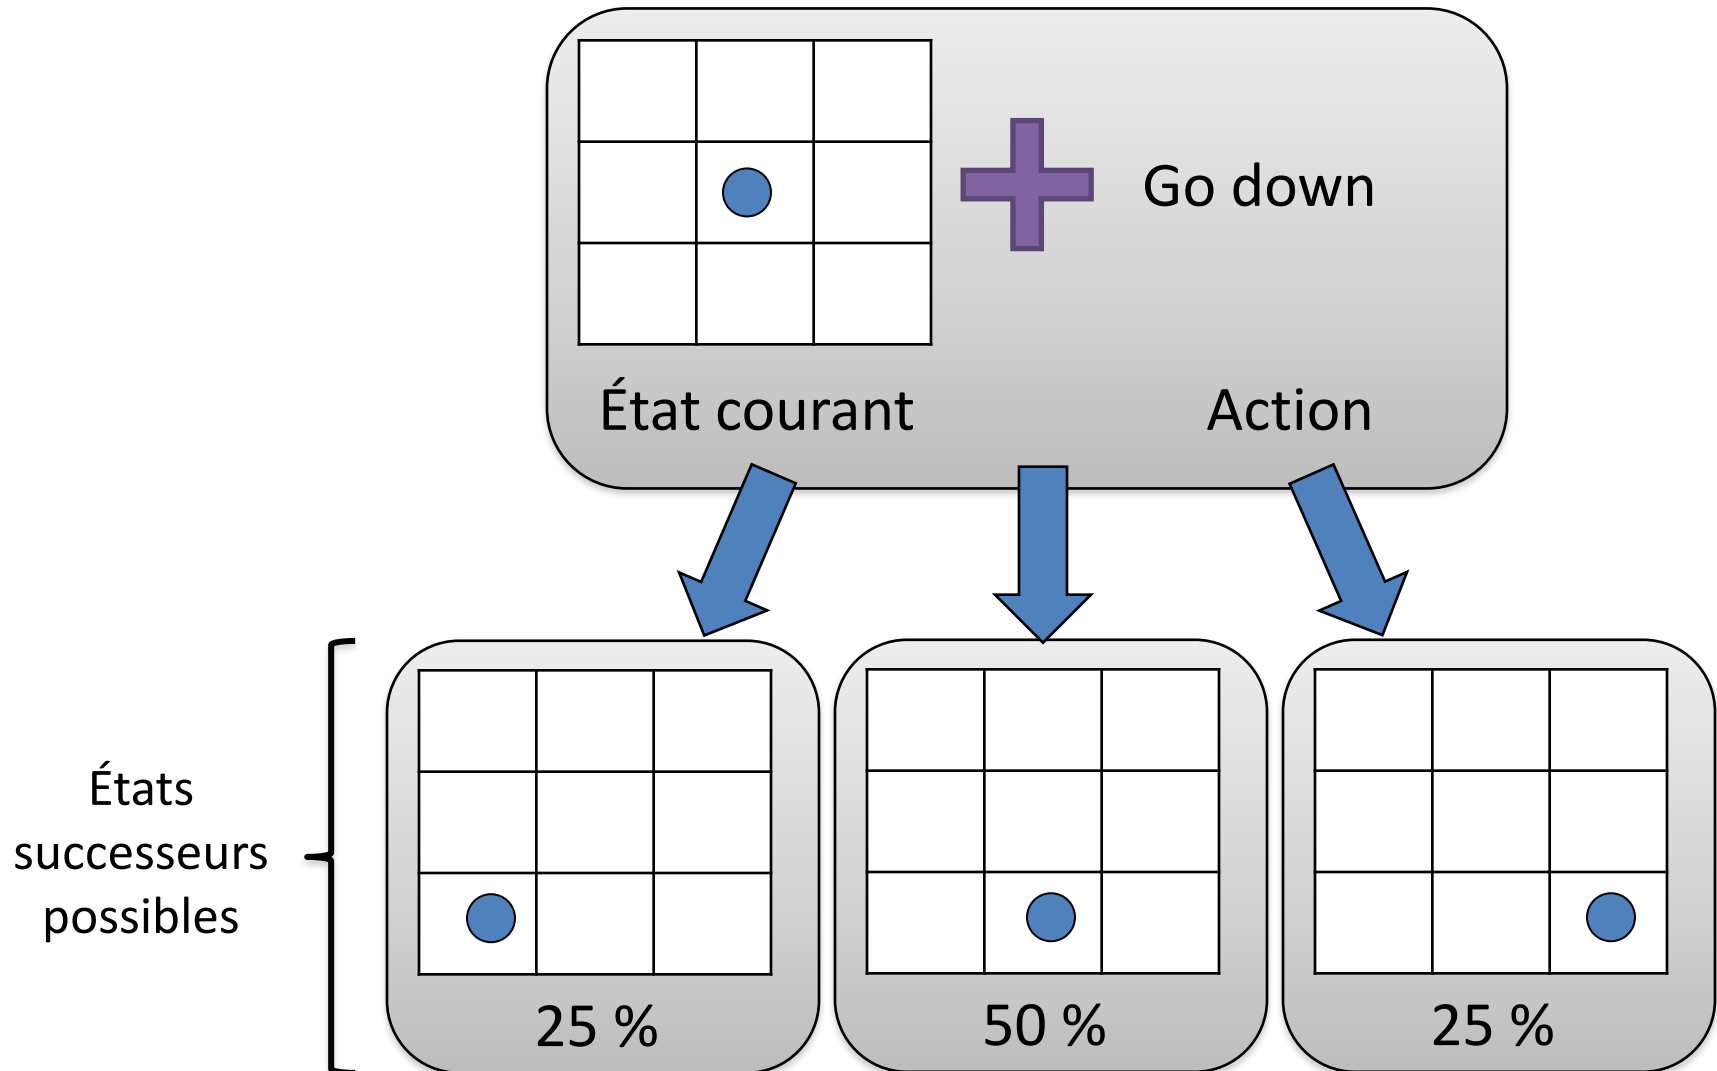 Go down
État courant
Action
États
successeurs
possibles
25 %
50 %
25 %